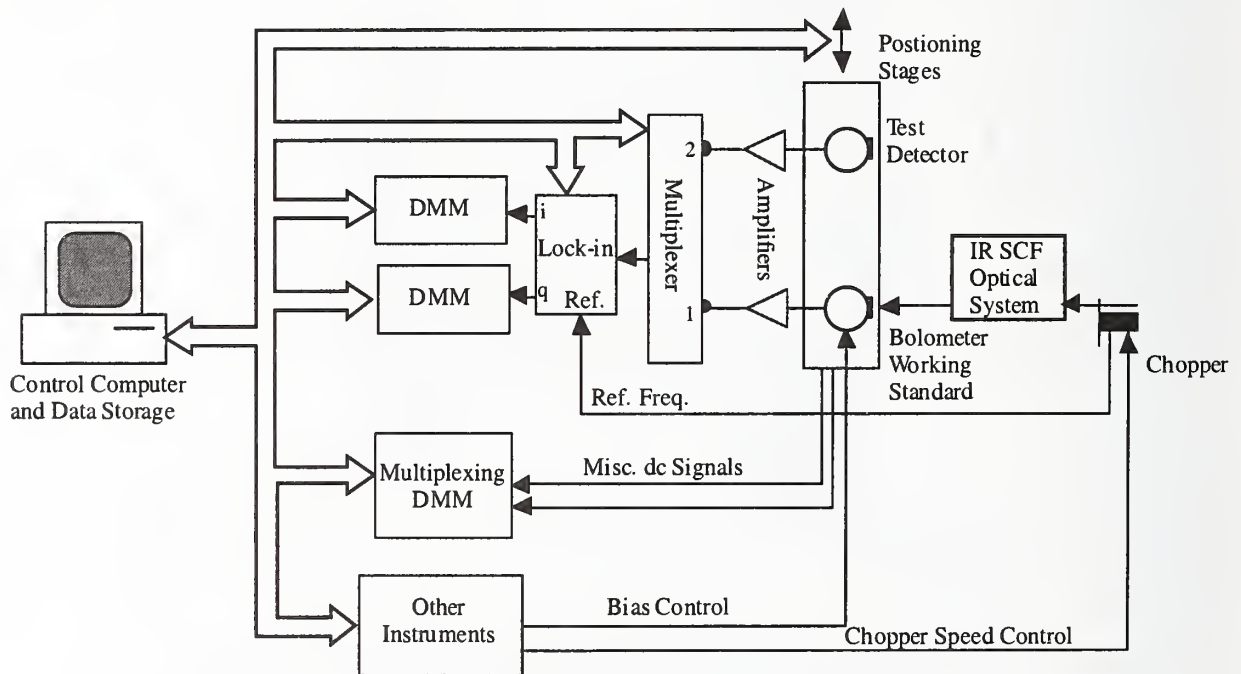 Postioning
Stages
Test
Detector
2
Amplifiers
Multiplexer
DMM
i
Lock-in
IR SCF
Optical
System
DMM
q
Ref.
1
Bolometer
Working
Standard
Chopper
Control Computer
and Data Storage
Ref. Freq.
Multiplexing
DMM
Misc. dc Signals
Other
Instruments
Bias Control
Chopper Speed Control